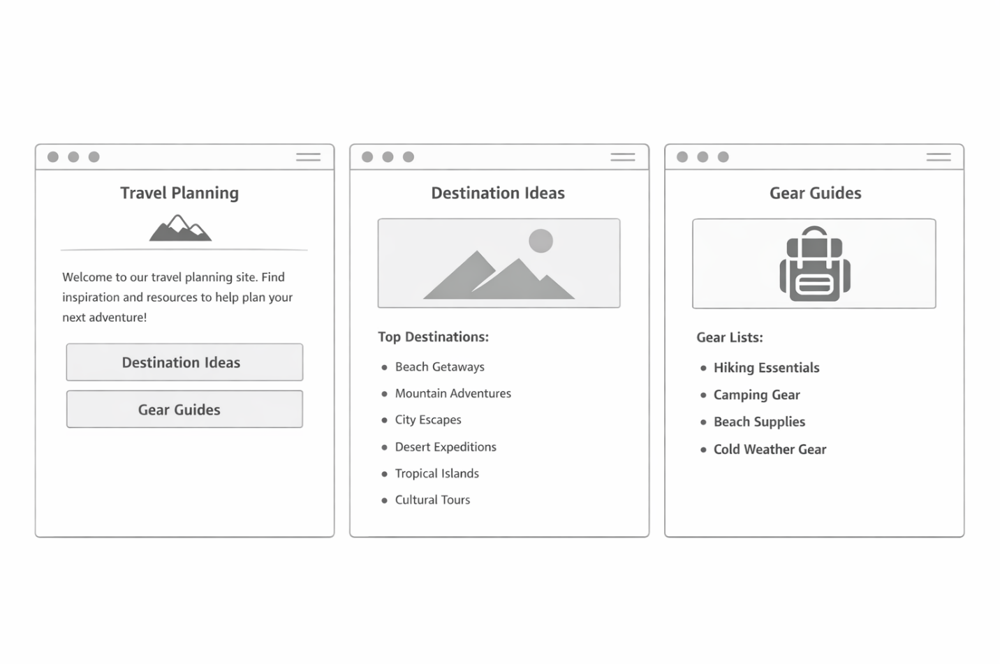 Travel Planning
Welcome to our travel planning site. Find
inspiration and resources to help plan your
next adventure!
Destination Ideas
Gear Guides
Destination Ideas
Top Destinations:
Beach Getaways
Mountain Adventures
City Escapes
Desert Expeditions
Tropical Islands
Cultural Tours
Gear Guides
Gear Lists:
Hiking Essentials
Camping Gear
Beach Supplies
Cold Weather Gear